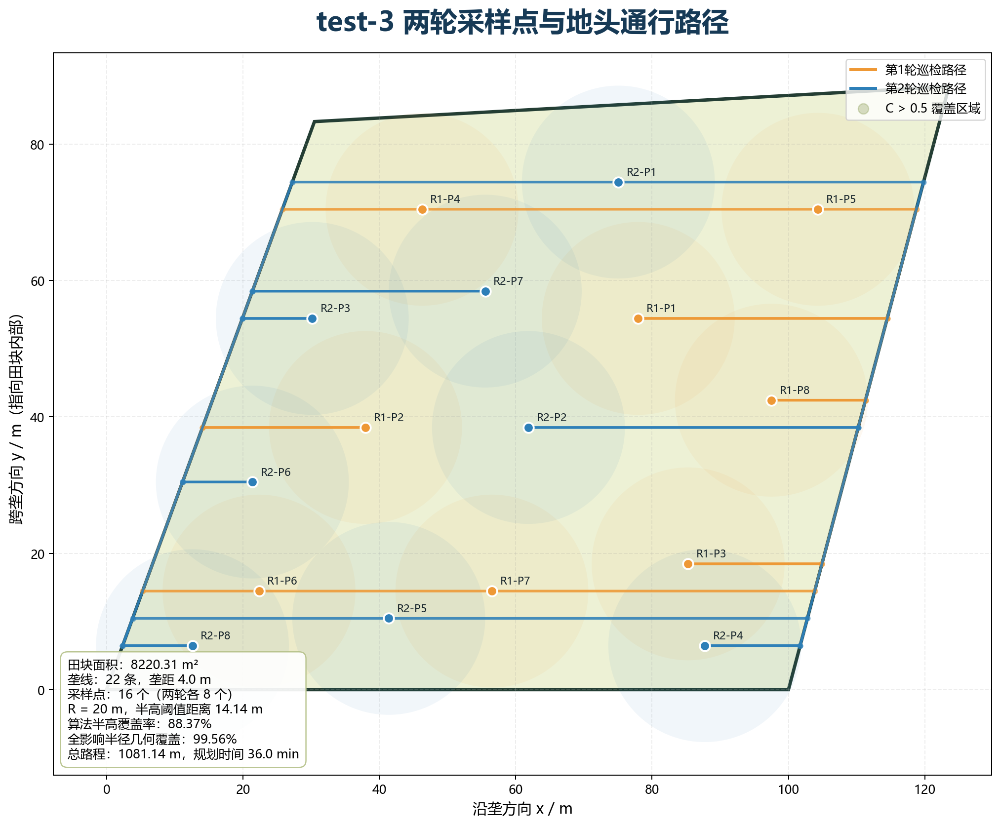 test-3 两轮采样点与地头通行路径
第1轮巡检路径
第2轮巡检路径
C > 0.5 覆盖区域
80
60
40
20
0
跨垄方向 y / m（指向田块内部）
R2-P1
R1-P4
R1-P5
R2-P7
R2-P3
R1-P1
R1-P8
R1-P2
R2-P2
R2-P6
R1-P3
R1-P6
R1-P7
R2-P5
R2-P8
R2-P4
田块面积：8220.31 m²
垄线：22 条，垄距 4.0 m
采样点：16 个（两轮各 8 个）
R = 20 m，半高阈值距离 14.14 m
算法半高覆盖率：88.37%
全影响半径几何覆盖：99.56%
总路程：1081.14 m，规划时间 36.0 min
0
20
40
60
80
100
120
沿垄方向 x / m